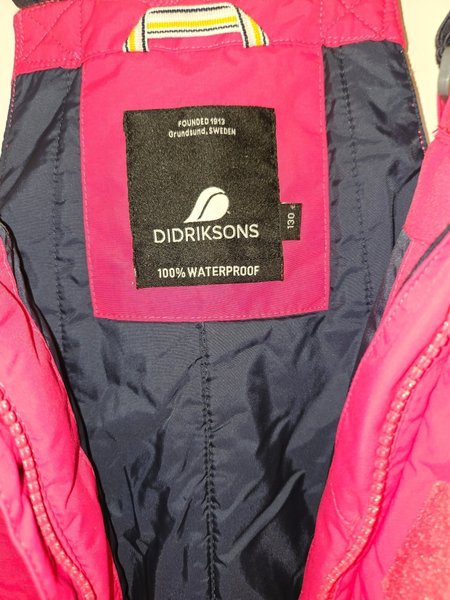 FOUNDED 1913
Grundsund, SWEDEN
DIDRIKSONS
100% WATERPROOF
130